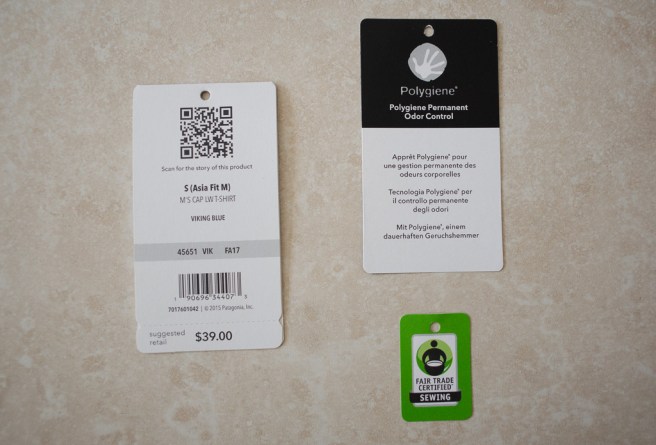 Scan for the story of this product
S (Asia Fit M)
M'S CAP LW T-SHIRT
VIKING BLUE
45651 VIK FA17
1 90696 34407 5
7017601042 | © 2015 Patagonia, Inc.
suggested
retail
$39.00
Polygiene®
Polygiene Permanent
Odor Control
Apprêt Polygiene® pour
une gestion permanente des
odeurs corporelles
Tecnologia Polygiene® per
il controllo permanente
degli odori
Mit Polygiene®, einem
dauerhaften Geruchshemmer
FAIR TRADE
CERTIFIED
SEWING